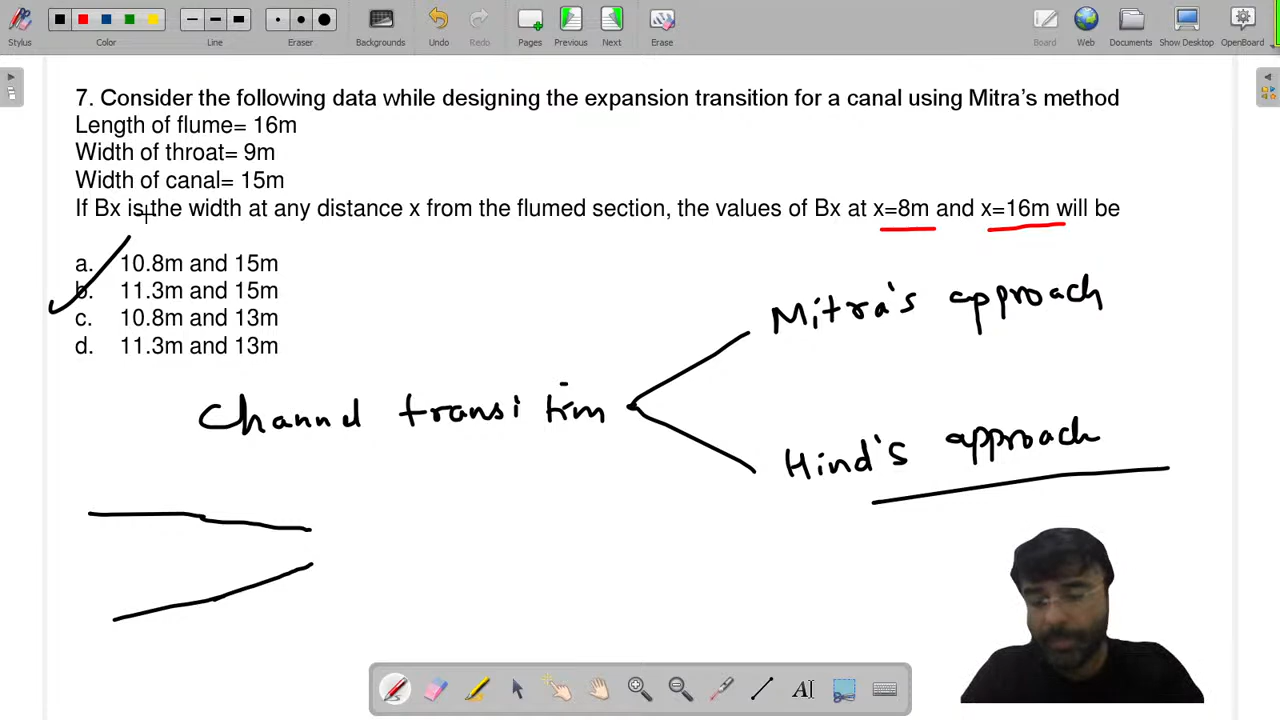 Stylus
Color
Line
Eraser
Backgrounds
Undo
Redo
Pages
Previous
Next
Erase
Board
Web
Documents
Show Desktop
OpenBoard
7. Consider the following data while designing the expansion transition for a canal using Mitra's method
Length of flume= 16m
Width of throat= 9m
Width of canal= 15m
If Bx is the width at any distance x from the flumed section, the values of Bx at x=8m and x=16m will be
a. 10.8m and 15m
b. 11.3m and 15m
c. 10.8m and 13m
d. 11.3m and 13m
Mitra's approach
Channel transition
Hind's approach